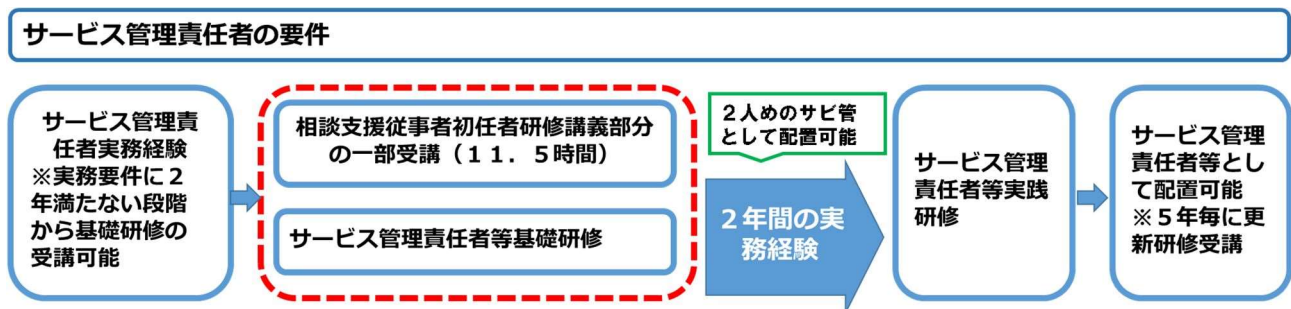 サービス管理責任者の要件
サービス管理責
任者実務経験
※実務要件に2
年満たない段階
から基礎研修の
受講可能
相談支援従事者初任者研修講義部分
の一部受講（11．5時間）
サービス管理責任者等基礎研修
2人めのサビ管
として配置可能
2年間の実
務経験
サービス管理
責任者等実践
研修
サービス管理
責任者等とし
て配置可能
※5年毎に更
新研修受講